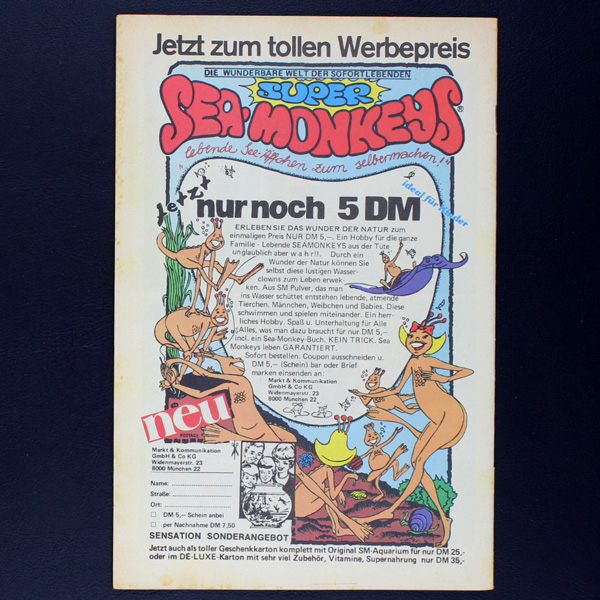 Jetzt zum tollen Werbepreis
DIE WUNDERBARE WELT DER SOFORTLEBENDEN
SUPER
SEA-MONKEYS®
"lebende See-Äffchen zum selbermachen!"
Jetzt
ideal für Kinder
nur noch 5 DM
ERLEBEN SIE DAS WUNDER DER NATUR zum
einmaligen Preis NUR DM 5,–. Ein Hobby für die ganze
Familie - Lebende SEAMONKEYS aus der Tüte
unglaublich aber w a h r!!. Durch ein
Wunder der Natur können Sie
selbst diese lustigen Wasser-
clowns zum Leben erwek-
ken. Aus SM Pulver, das man
ins Wasser schüttet entstehen lebende, atmende
Tierchen. Männchen, Weibchen und Babies. Diese
schwimmen und spielen miteinander. Ein herr-
liches Hobby. Spaß u. Unterhaltung für Alle
Alles, was man dazu braucht für nur DM 5,–
incl. ein Sea-Monkey-Buch. KEIN TRICK. Sea
Monkeys leben GARANTIERT.
Sofort bestellen. Coupon ausschneiden u.
DM 5,– (Schein) bar oder Brief
marken einsenden an:
Markt & Kommunikation
GmbH & Co KG
Widenmayerstr. 23
8000 München 22
neu
POSTAGE
Markt & Kommunikation
GmbH & Co KG
Widenmayerstr. 23
8000 München 22
Name:
Straße:
Ort:
DM 5,– Schein anbei
per Nachnahme DM 7,50
SENSATION SONDERANGEBOT
Jetzt auch als toller Geschenkkarton komplett mit Original SM-Aquarium für nur DM 25,-
oder im DE-LUXE-Karton mit sehr viel Zubehör, Vitamine, Supernahrung nur DM 35,-